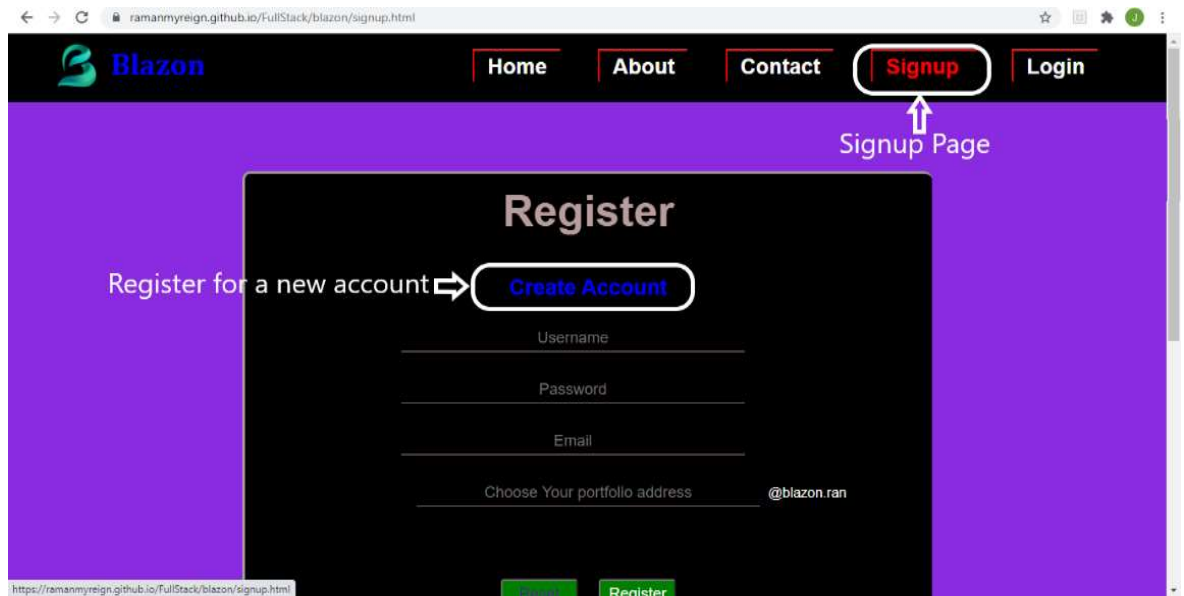 ramanmyreign.github.io/FullStack/blazon/signup.html
J
Blazon
Home About Contact Signup Login
Signup Page
Register
Register for a new account
Create Account
Username
Password
Email
Choose Your portfolio address @blazon.ran
Reset Register
https://ramanmyreign.github.io/FullStack/blazon/signup.html